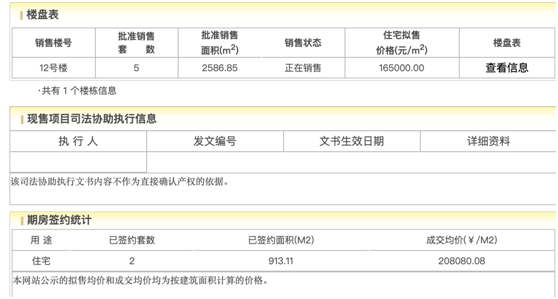 楼盘表
销售楼号 批准销售套 数 批准销售面积(m²) 销售状态 住宅拟售价格(元/m²) 楼盘表
12号楼 5 2586.85 正在销售 165000.00 查看信息
·共有 1 个楼栋信息
现售项目司法协助执行信息
执 行 人 发文编号 文书生效日期 详细资料
该司法协助执行文书内容不作为直接确认产权的依据。
期房签约统计
用 途 已签约套数 已签约面积(M2) 成交均价(¥/M2)
住宅 2 913.11 208080.08
本网站公示的拟售均价和成交均价均为按建筑面积计算的价格。